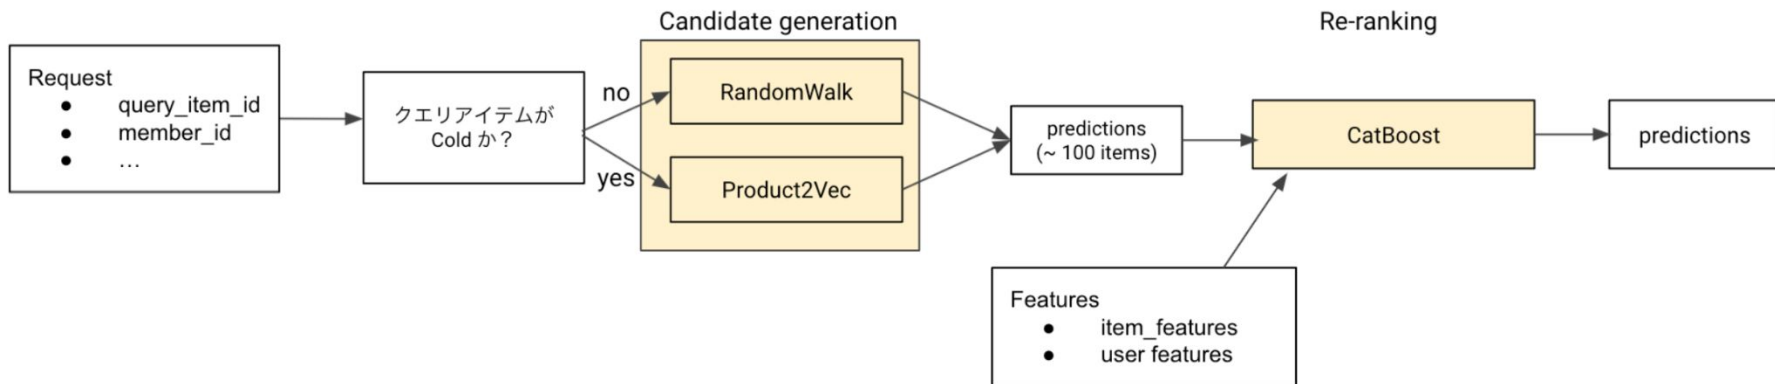 Candidate generation
Re-ranking
Request
● query_item_id
● member_id
● …
クエリアイテムが
Cold か？
no
yes
RandomWalk
Product2Vec
predictions
(~ 100 items)
CatBoost
predictions
Features
● item_features
● user features